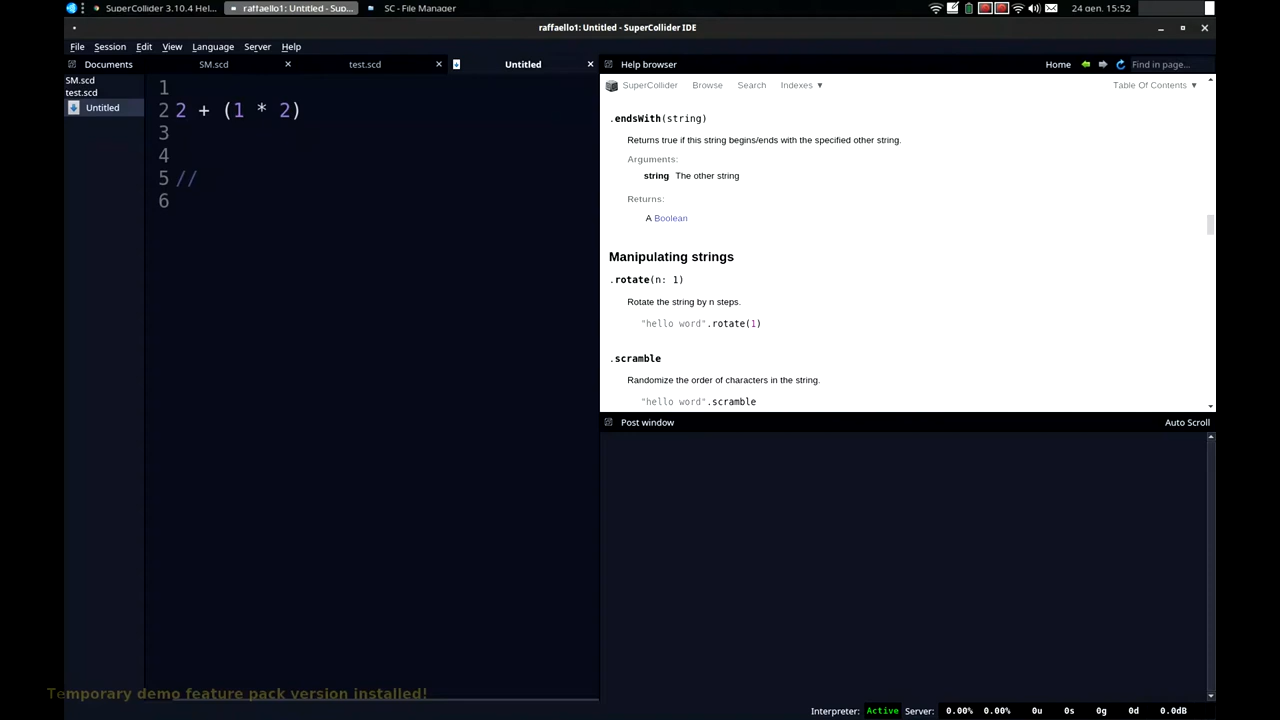 SuperCollider 3.10.4 Hel...
raffaello1: Untitled - Sup...
SC - File Manager
24 gen, 15:52
raffaello1: Untitled - SuperCollider IDE
File Session Edit View Language Server Help
Documents
SM.scd
test.scd
Untitled
Help browser
Home
Find in page...
SM.scd
test.scd
Untitled
1
2 2 + (1 * 2)
3
4
5 //
6
SuperCollider Browse Search Indexes ▼ Table Of Contents ▼
.endsWith(string)
Returns true if this string begins/ends with the specified other string.
Arguments:
string The other string
Returns:
A Boolean
Manipulating strings
.rotate(n: 1)
Rotate the string by n steps.
"hello word".rotate(1)
.scramble
Randomize the order of characters in the string.
"hello word".scramble
Post window
Auto Scroll
Temporary demo feature pack version installed!
Interpreter: Active Server: 0.00% 0.00% 0u 0s 0g 0d 0.0dB